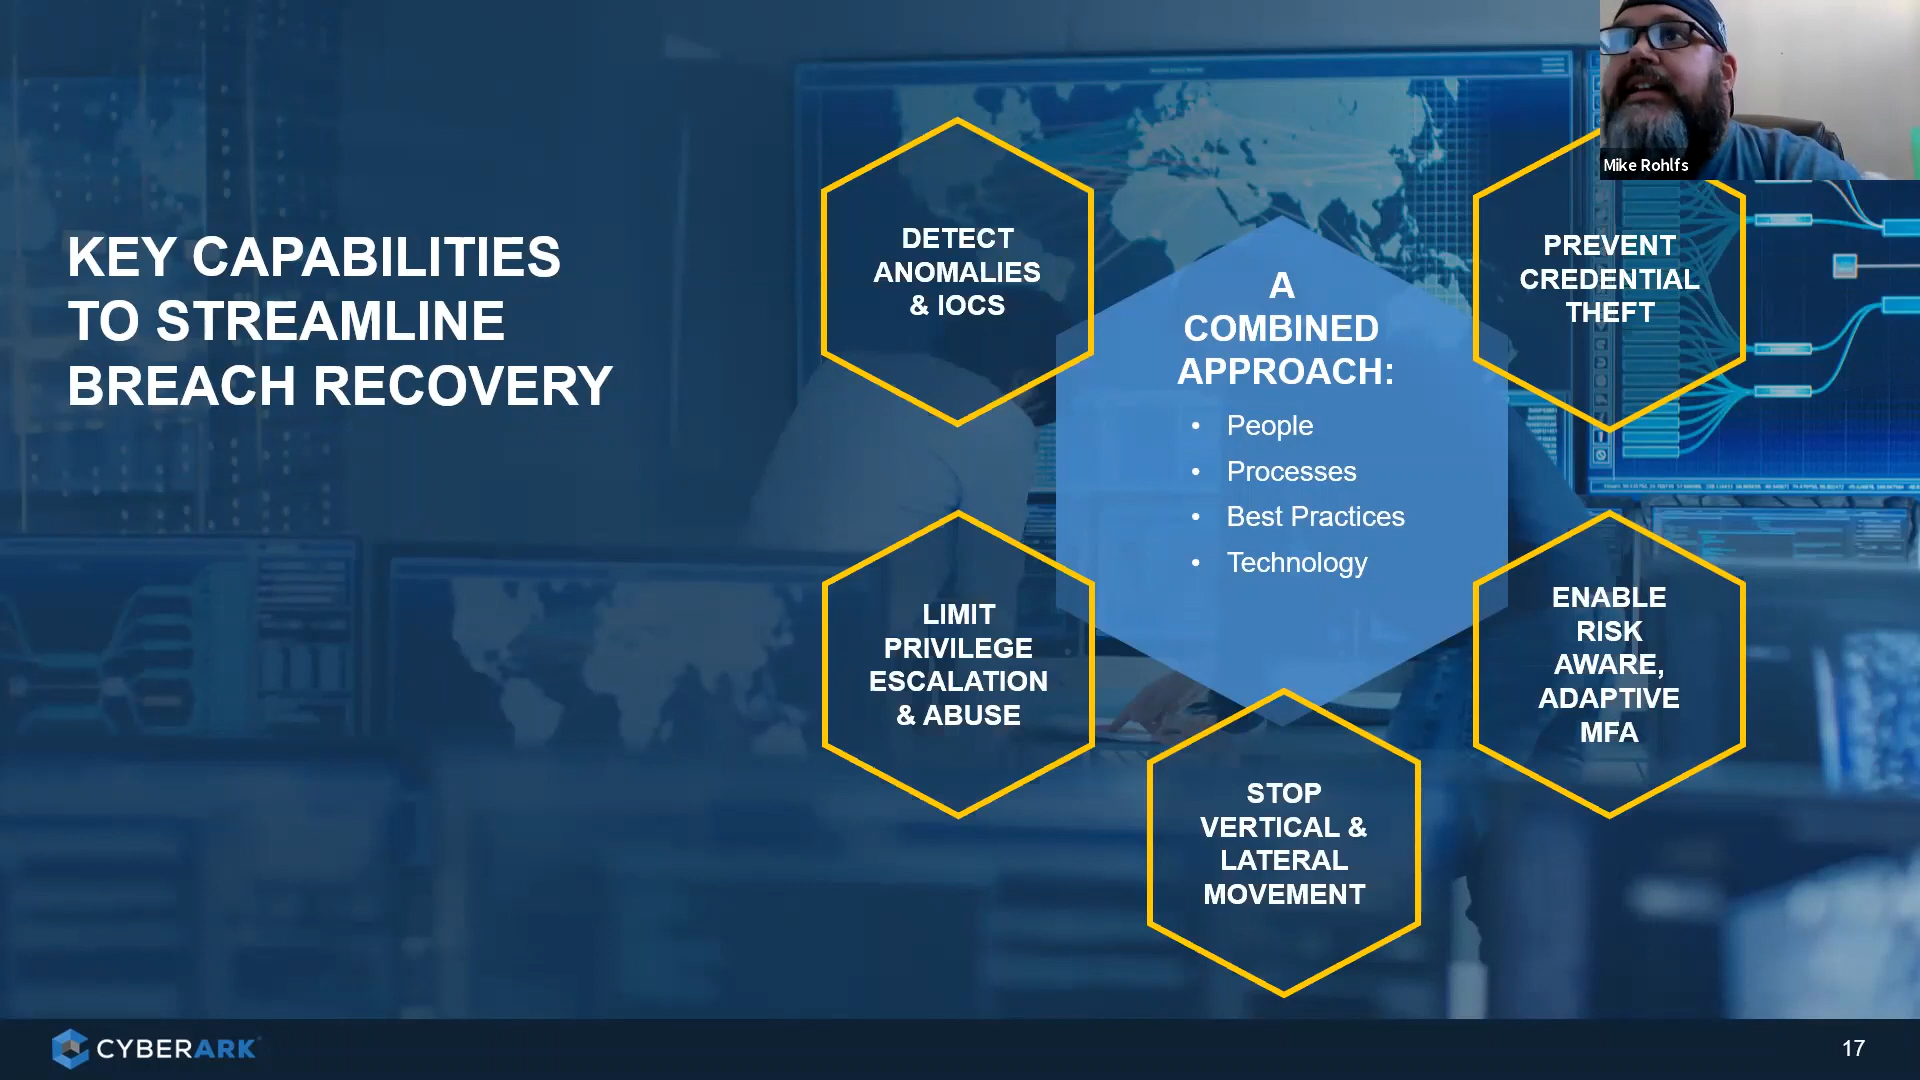 KEY CAPABILITIES
TO STREAMLINE
BREACH RECOVERY
DETECT
ANOMALIES
& IOCS
A
COMBINED
APPROACH:
• People
• Processes
• Best Practices
• Technology
PREVENT
CREDENTIAL
THEFT
LIMIT
PRIVILEGE
ESCALATION
& ABUSE
STOP
VERTICAL &
LATERAL
MOVEMENT
ENABLE
RISK
AWARE,
ADAPTIVE
MFA
Mike Rohlfs
CYBERARK
17